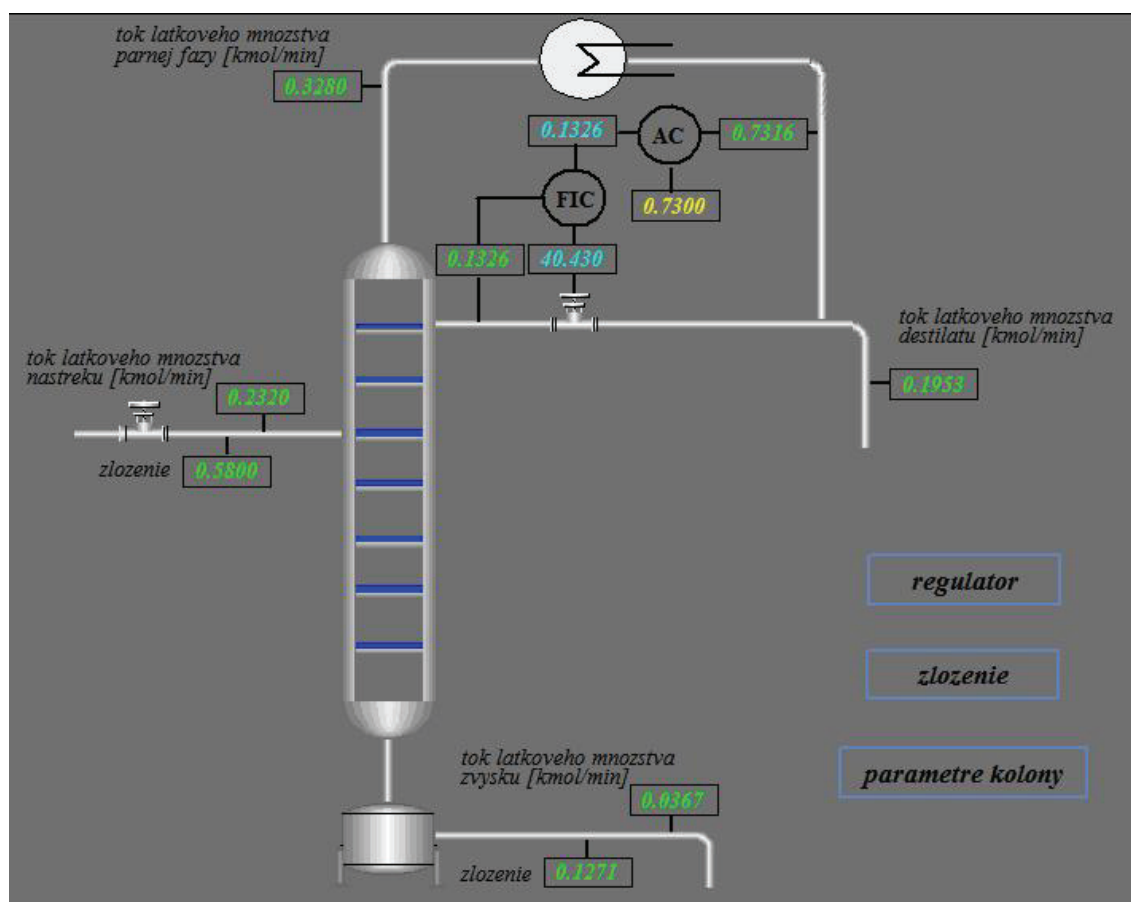 tok latkoveho mnozstva
parnej fazy [kmol/min]
0.3280
0.1326
AC
0.7316
FIC
0.7300
0.1326
40.430
tok latkoveho mnozstva
destilatu [kmol/min]
0.1953
tok latkoveho mnozstva
nastreku [kmol/min]
0.2320
zlozenie
0.5800
regulator
zlozenie
parametre kolony
tok latkoveho mnozstva
zvysku [kmol/min]
0.0367
zlozenie
0.1271